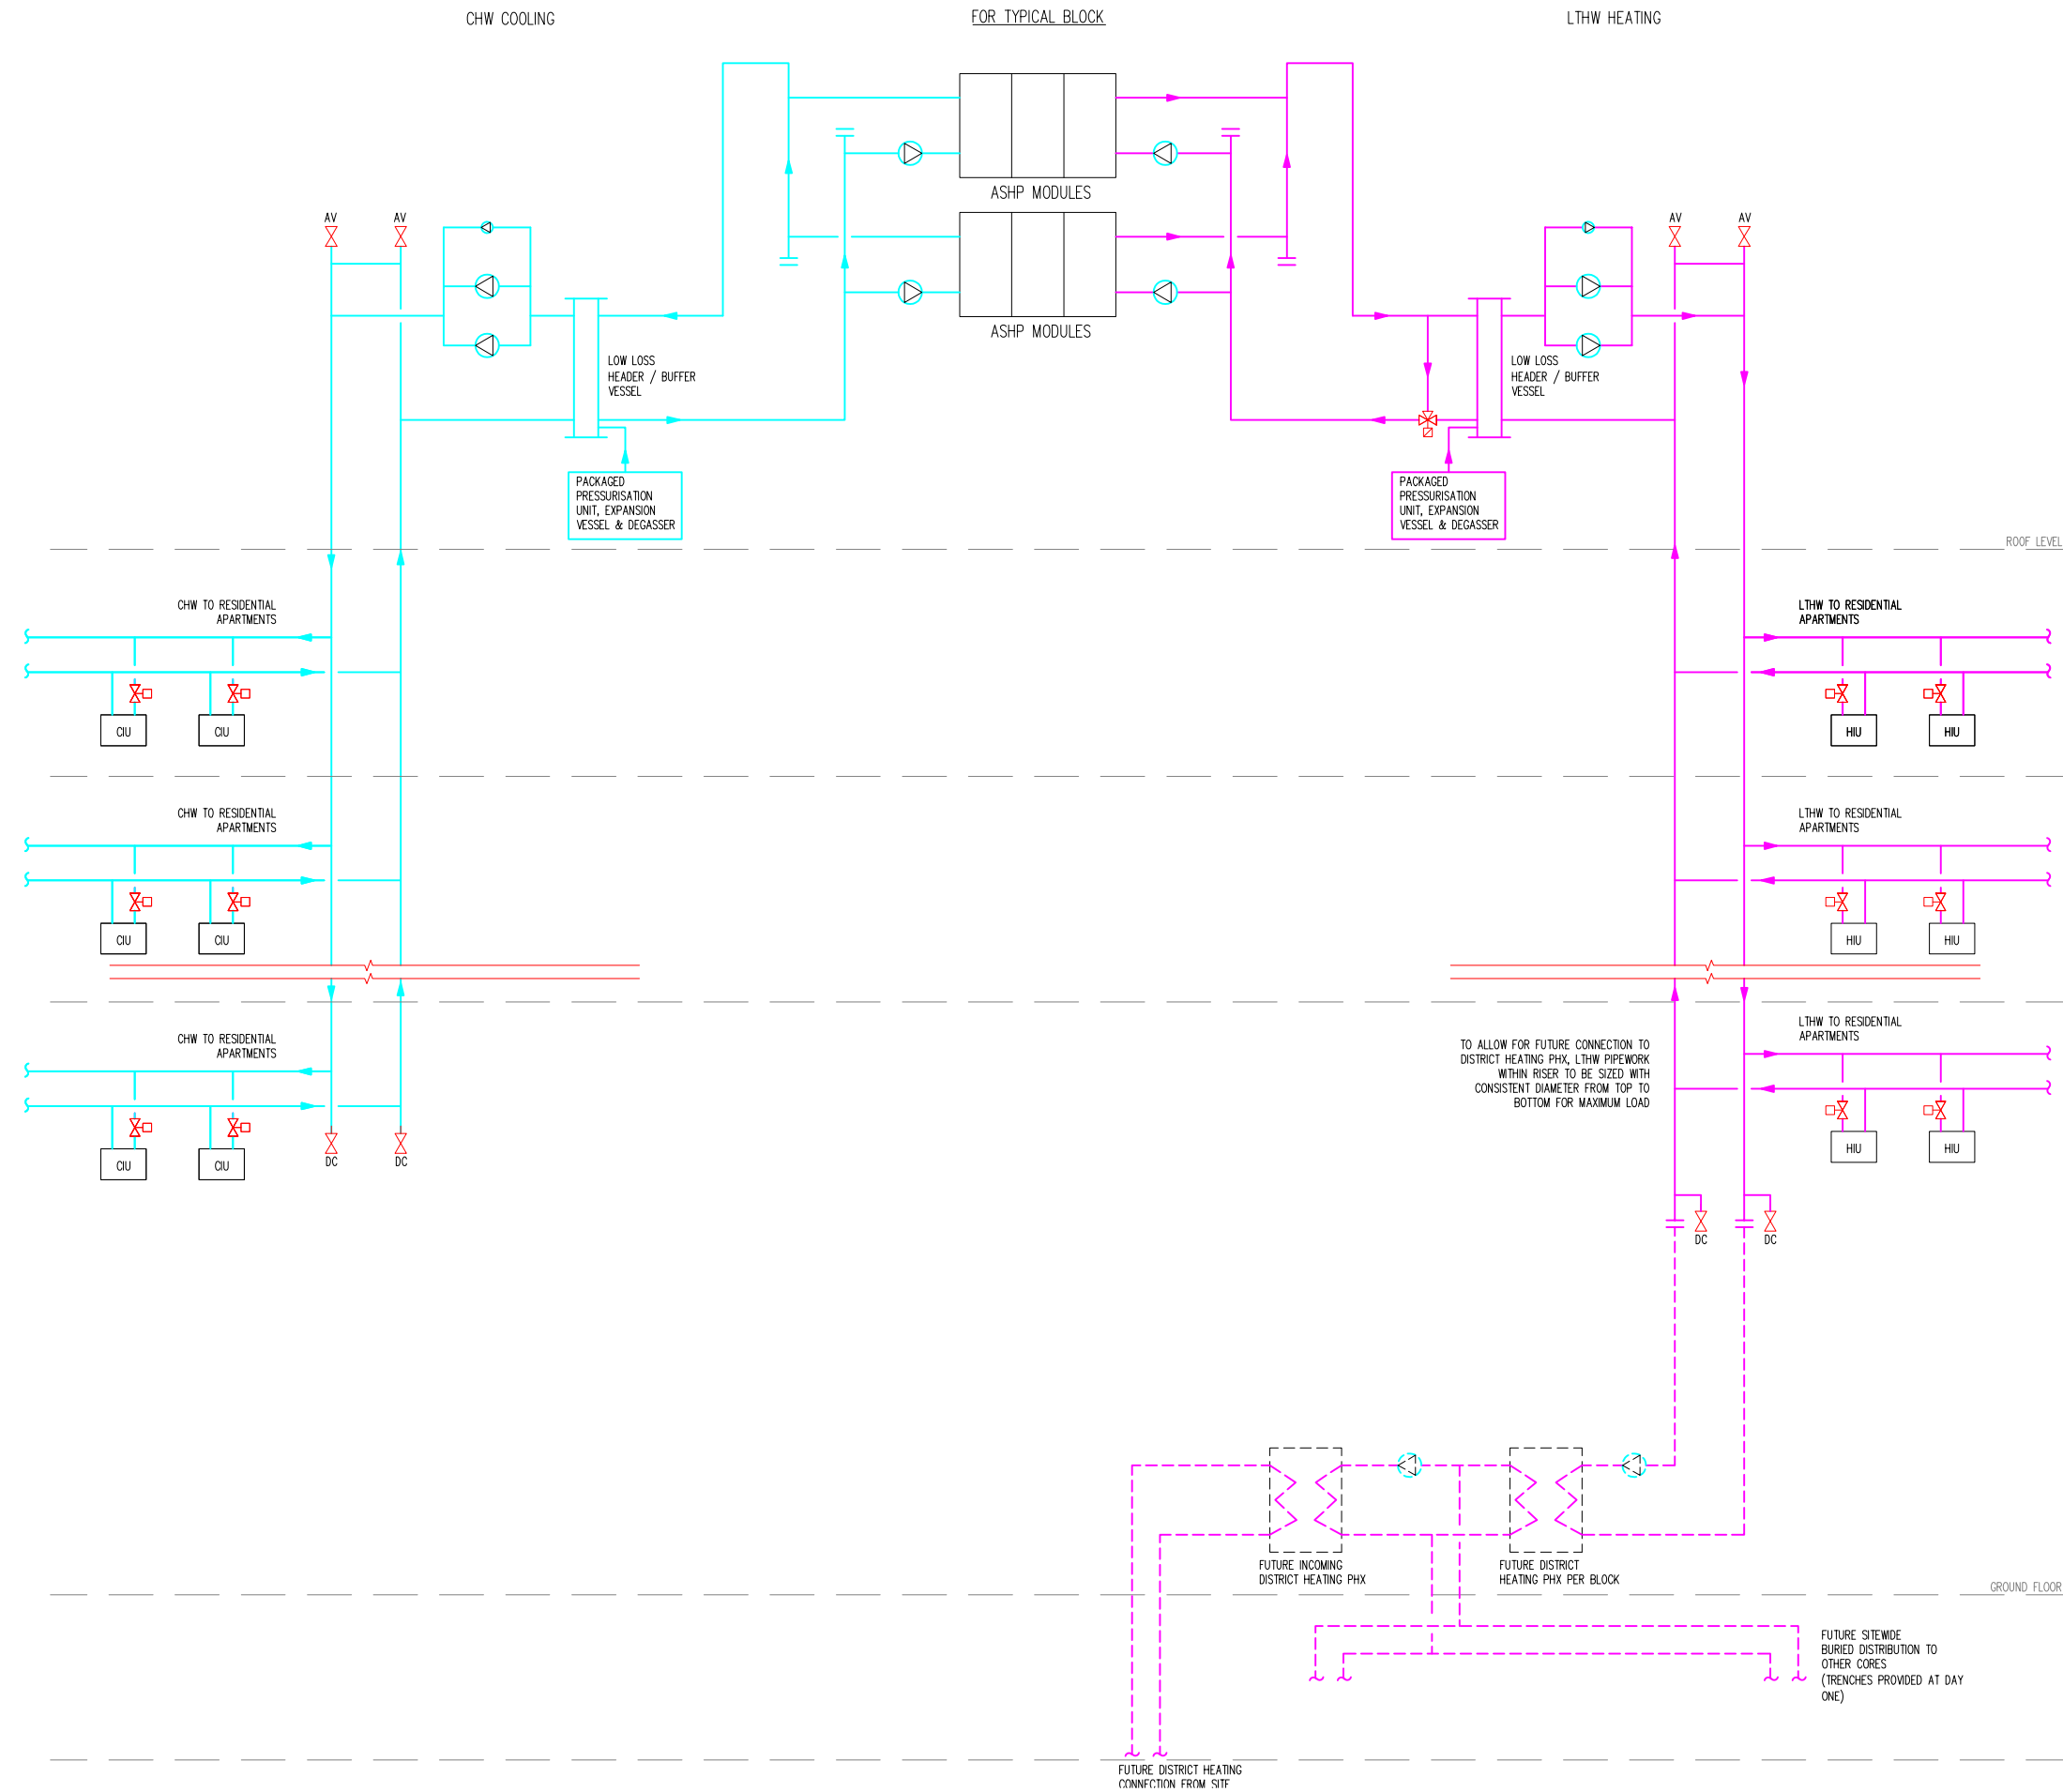 CHW COOLING
FOR TYPICAL BLOCK
LTHW HEATING
ASHP MODULES
ASHP MODULES
AV
AV
AV
AV
LOW LOSS
HEADER / BUFFER
VESSEL
LOW LOSS
HEADER / BUFFER
VESSEL
PACKAGED
PRESSURISATION
UNIT, EXPANSION
VESSEL & DEGASSER
PACKAGED
PRESSURISATION
UNIT, EXPANSION
VESSEL & DEGASSER
ROOF LEVEL
CHW TO RESIDENTIAL
APARTMENTS
LTHW TO RESIDENTIAL
APARTMENTS
CIU
CIU
HIU
HIU
CHW TO RESIDENTIAL
APARTMENTS
LTHW TO RESIDENTIAL
APARTMENTS
CIU
CIU
HIU
HIU
CHW TO RESIDENTIAL
APARTMENTS
TO ALLOW FOR FUTURE CONNECTION TO
DISTRICT HEATING PHX, LTHW PIPEWORK
WITHIN RISER TO BE SIZED WITH
CONSISTENT DIAMETER FROM TOP TO
BOTTOM FOR MAXIMUM LOAD
LTHW TO RESIDENTIAL
APARTMENTS
CIU
CIU
DC
DC
HIU
HIU
DC
DC
FUTURE INCOMING
DISTRICT HEATING PHX
FUTURE DISTRICT
HEATING PHX PER BLOCK
GROUND FLOOR
FUTURE SITEWIDE
BURIED DISTRIBUTION TO
OTHER CORES
(TRENCHES PROVIDED AT DAY
ONE)
FUTURE DISTRICT HEATING
CONNECTION FROM SITE